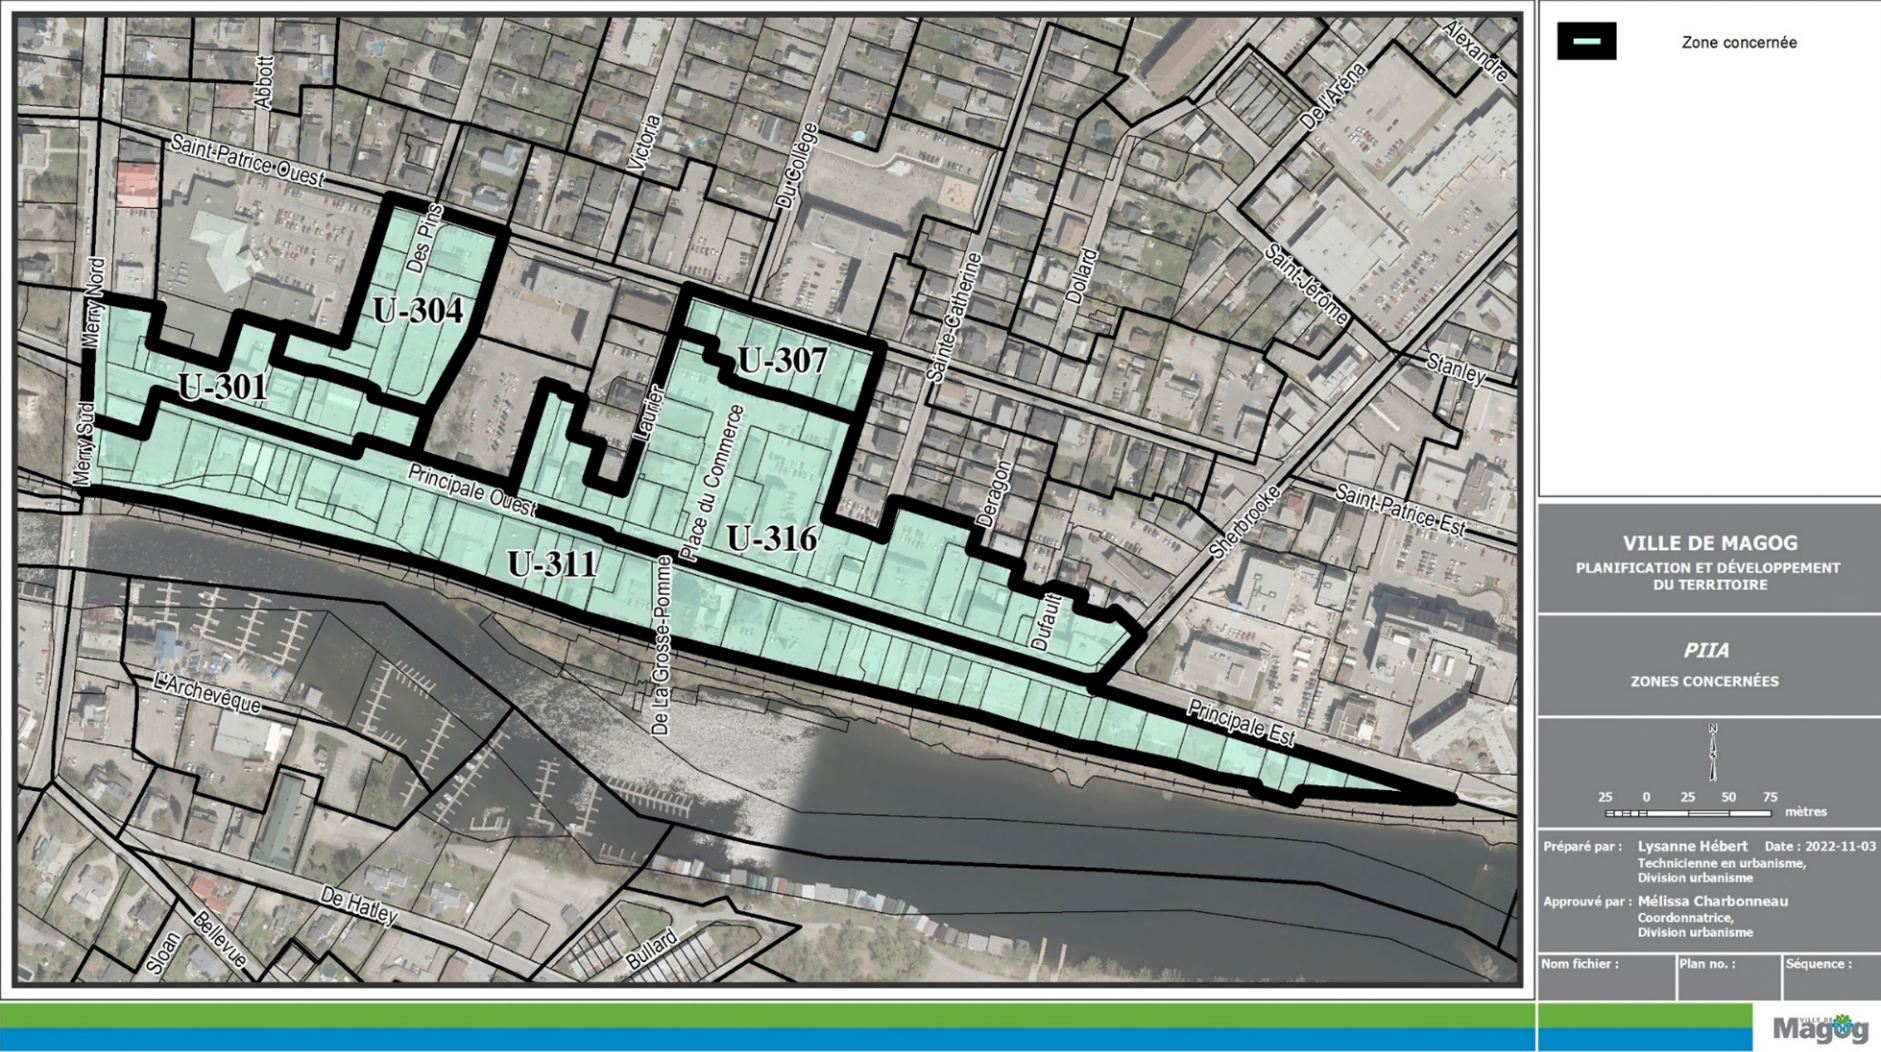 Abbott
Victoria
Du Collège
De l'Aréna
Alexandre
Saint-Patrice Ouest
Des Pins
Merry Nord
U-304
U-301
Merry Sud
Laurier
U-307
Place du Commerce
Sainte-Catherine
Dollard
Saint-Jérôme
Stanley
Principale Ouest
U-316
U-311
De La Grosse-Pomme
Deragon
Dufault
Sherbrooke
Saint-Patrice Est
Principale Est
L'Archevêque
De Hatley
Bellevue
Sloan
Bullard
Zone concernée
VILLE DE MAGOG
PLANIFICATION ET DÉVELOPPEMENT
DU TERRITOIRE
PIIA
ZONES CONCERNÉES
N
25 0 25 50 75
mètres
Préparé par : Lysanne Hébert Date : 2022-11-03
Technicienne en urbanisme,
Division urbanisme
Approuvé par : Mélissa Charbonneau
Coordonnatrice,
Division urbanisme
Nom fichier : Plan no. : Séquence :
VILLE DE
Magog